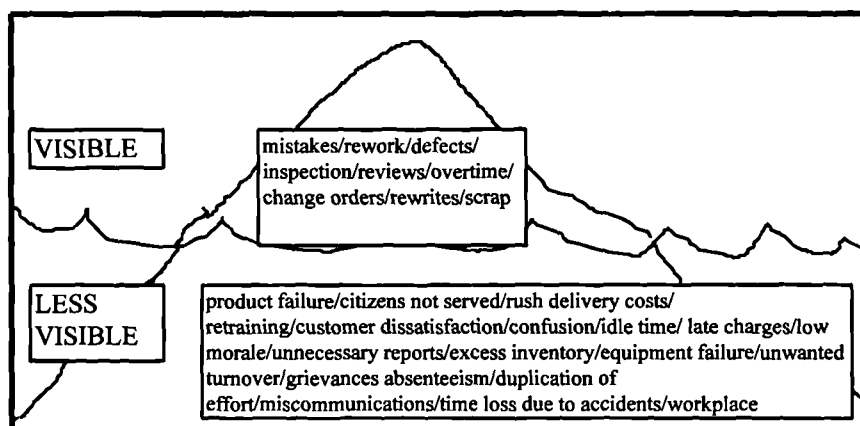 VISIBLE
mistakes/rework/defects/
inspection/reviews/overtime/
change orders/rewrites/scrap
LESS
VISIBLE
product failure/citizens not served/rush delivery costs/
retraining/customer dissatisfaction/confusion/idle time/ late charges/low
morale/unnecessary reports/excess inventory/equipment failure/unwanted
turnover/grievances absenteeism/duplication of
effort/miscommunications/time loss due to accidents/workplace